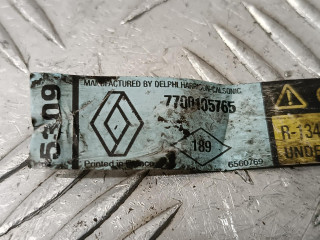 MANUFACTURED BY DELPHI HARRISON CALSONIC
7700105765
5309
189
Printed in France
6560769
R-134
UNDE